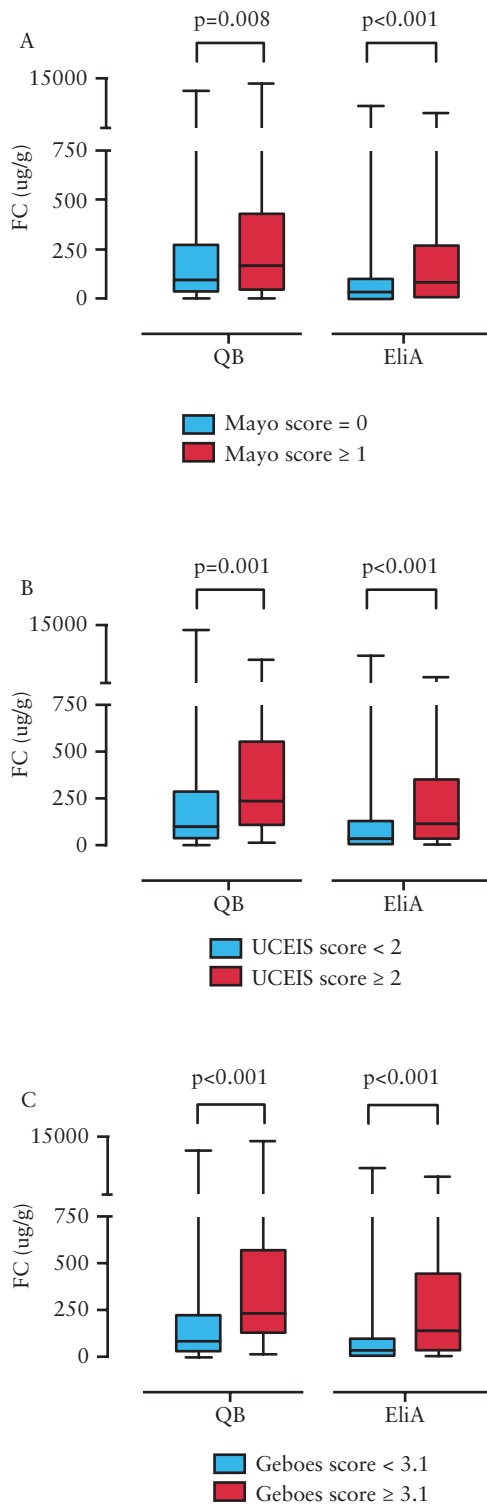 A
p=0.008
p<0.001
15000
750
500
250
0
FC (ug/g)
QB
EliA
Mayo score = 0
Mayo score ≥ 1
B
p=0.001
p<0.001
15000
750
500
250
0
FC (ug/g)
QB
EliA
UCEIS score < 2
UCEIS score ≥ 2
C
p<0.001
p<0.001
15000
750
500
250
0
FC (ug/g)
QB
EliA
Geboes score < 3.1
Geboes score ≥ 3.1